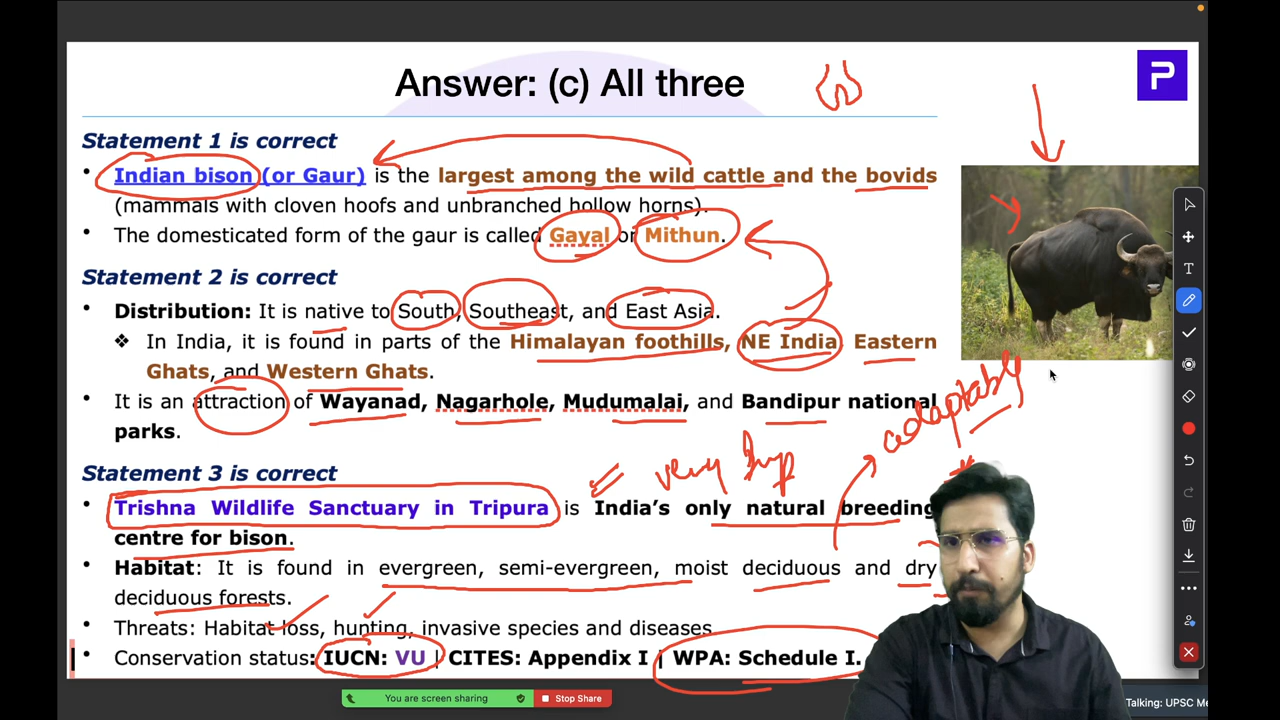 Answer: (c) All three
P
Statement 1 is correct
• Indian bison (or Gaur) is the largest among the wild cattle and the bovids
(mammals with cloven hoofs and unbranched hollow horns).
• The domesticated form of the gaur is called Gayal or Mithun.
Statement 2 is correct
• Distribution: It is native to South, Southeast, and East Asia.
❖ In India, it is found in parts of the Himalayan foothills, NE India, Eastern
Ghats, and Western Ghats.
• It is an attraction of Wayanad, Nagarhole, Mudumalai, and Bandipur national
parks.
adaptable
Statement 3 is correct
very Imp
• Trishna Wildlife Sanctuary in Tripura is India's only natural breeding
centre for bison.
• Habitat: It is found in evergreen, semi-evergreen, moist deciduous and dry
deciduous forests.
• Threats: Habitat loss, hunting, invasive species and diseases
• Conservation status: IUCN: VU | CITES: Appendix I | WPA: Schedule I.
You are screen sharing
Stop Share
Talking: UPSC Me